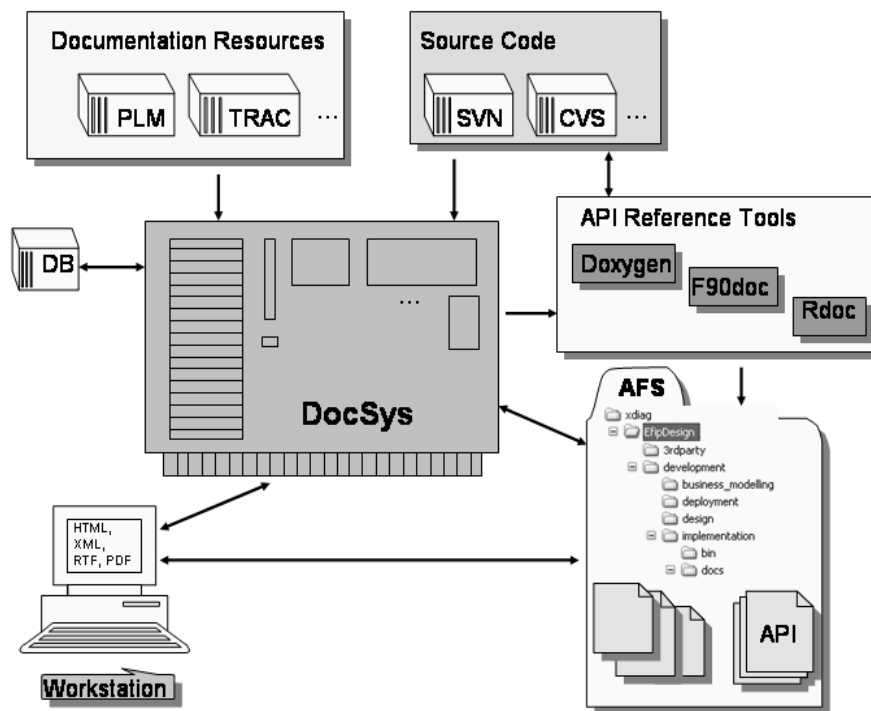 Documentation Resources
PLM
TRAC
...
Source Code
SVN
CVS
...
API Reference Tools
Doxygen
F90doc
Rdoc
DB
...
DocSys
AFS
xdiag
EfipDesign
3rdparty
development
business_modelling
deployment
design
implementation
bin
docs
API
HTML,
XML,
RTF, PDF
Workstation